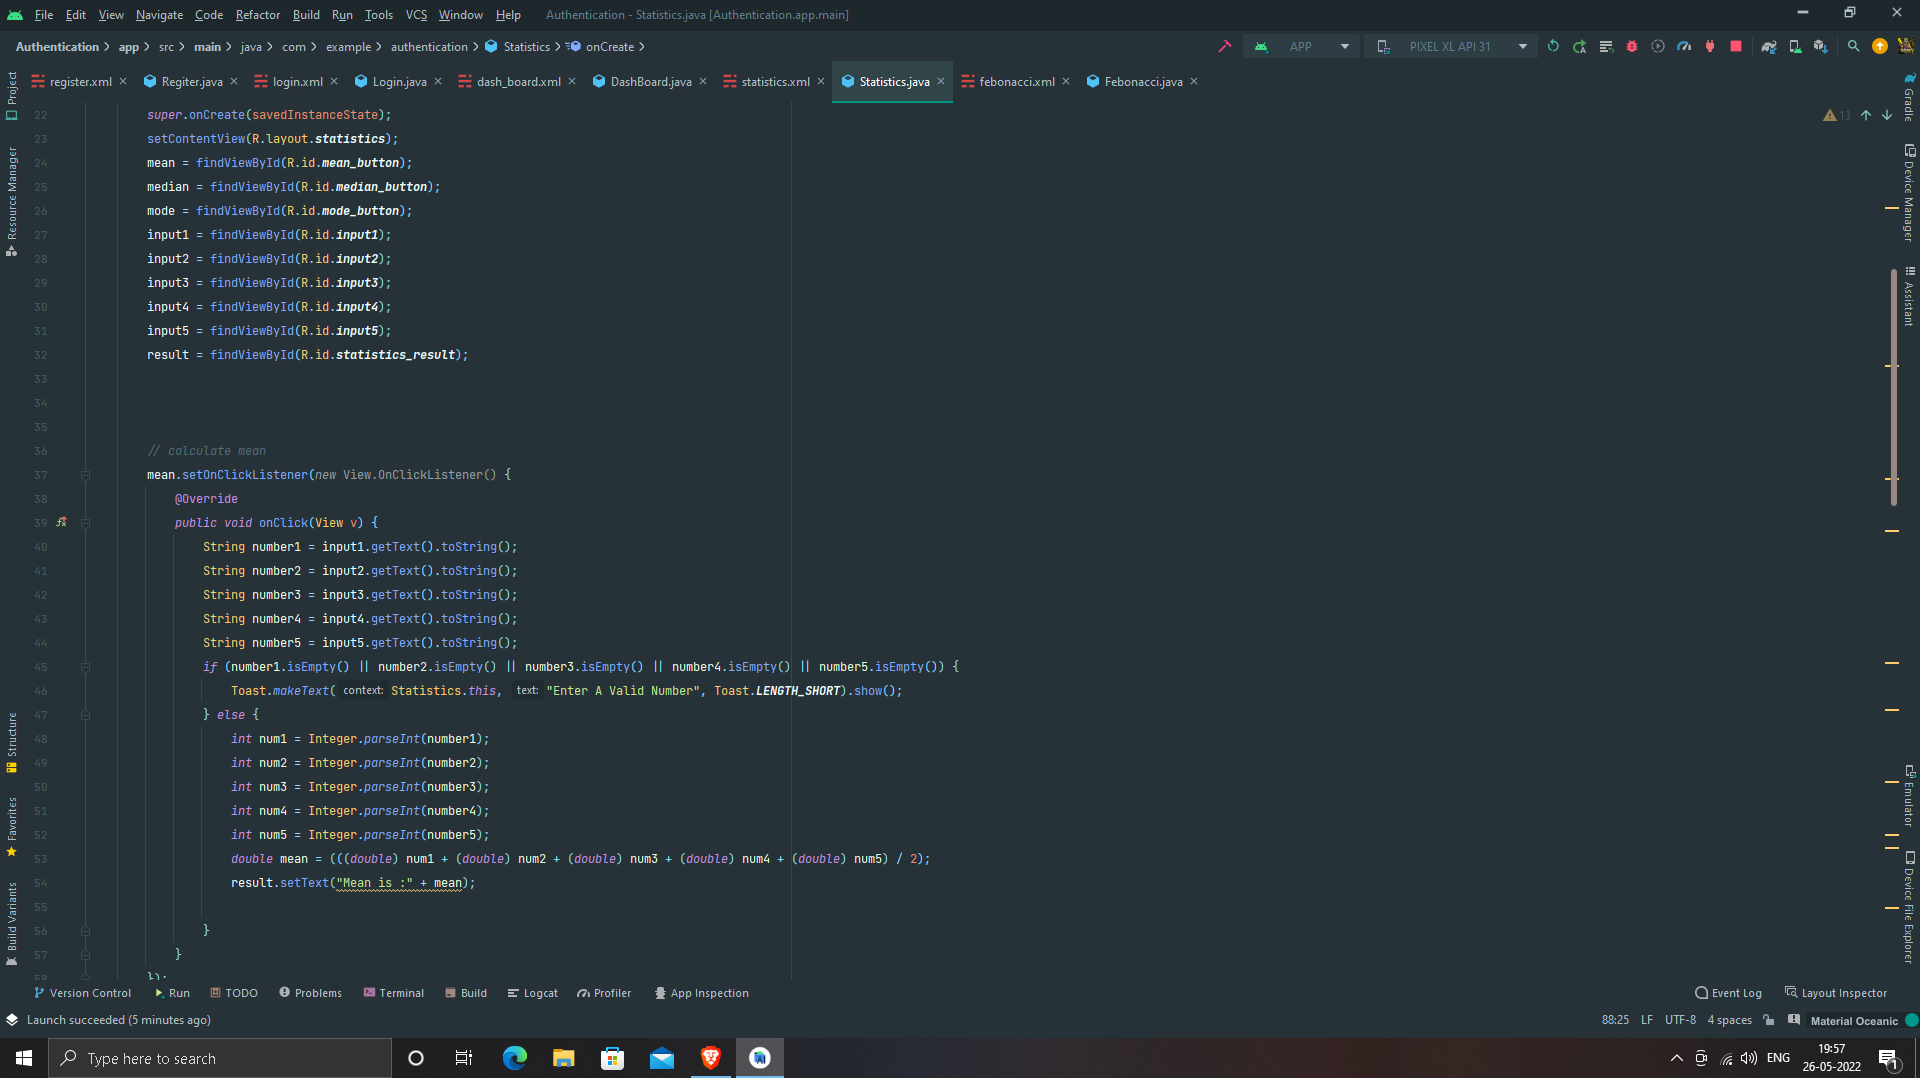 File Edit View Navigate Code Refactor Build Run Tools VCS Window Help Authentication - Statistics.java [Authentication.app.main]
Authentication app src main java com example authentication Statistics onCreate APP PIXEL XL API 31
register.xml Regiter.java login.xml Login.java dash_board.xml DashBoard.java statistics.xml Statistics.java febonacci.xml Febonacci.java
Project
Resource Manager
Structure
Favorites
Build Variants
22 super.onCreate(savedInstanceState);
23 setContentView(R.layout.statistics);
24 mean = findViewById(R.id.mean_button);
25 median = findViewById(R.id.median_button);
26 mode = findViewById(R.id.mode_button);
27 input1 = findViewById(R.id.input1);
28 input2 = findViewById(R.id.input2);
29 input3 = findViewById(R.id.input3);
30 input4 = findViewById(R.id.input4);
31 input5 = findViewById(R.id.input5);
32 result = findViewById(R.id.statistics_result);
33
34
35
36 // calculate mean
37 mean.setOnClickListener(new View.OnClickListener() {
38 @Override
39 public void onClick(View v) {
40 String number1 = input1.getText().toString();
41 String number2 = input2.getText().toString();
42 String number3 = input3.getText().toString();
43 String number4 = input4.getText().toString();
44 String number5 = input5.getText().toString();
45 if (number1.isEmpty() || number2.isEmpty() || number3.isEmpty() || number4.isEmpty() || number5.isEmpty()) {
46 Toast.makeText( context: Statistics.this, text: "Enter A Valid Number", Toast.LENGTH_SHORT).show();
47 } else {
48 int num1 = Integer.parseInt(number1);
49 int num2 = Integer.parseInt(number2);
50 int num3 = Integer.parseInt(number3);
51 int num4 = Integer.parseInt(number4);
52 int num5 = Integer.parseInt(number5);
53 double mean = (((double) num1 + (double) num2 + (double) num3 + (double) num4 + (double) num5) / 2);
54 result.setText("Mean is :" + mean);
55
56 }
57 }
58 });
13
Gradle
Device Manager
Assistant
Emulator
Device File Explorer
Version Control Run TODO Problems Terminal Build Logcat Profiler App Inspection Event Log Layout Inspector
Launch succeeded (5 minutes ago) 88:25 LF UTF-8 4 spaces Material Oceanic
Type here to search ENG 19:57
26-05-2022 1